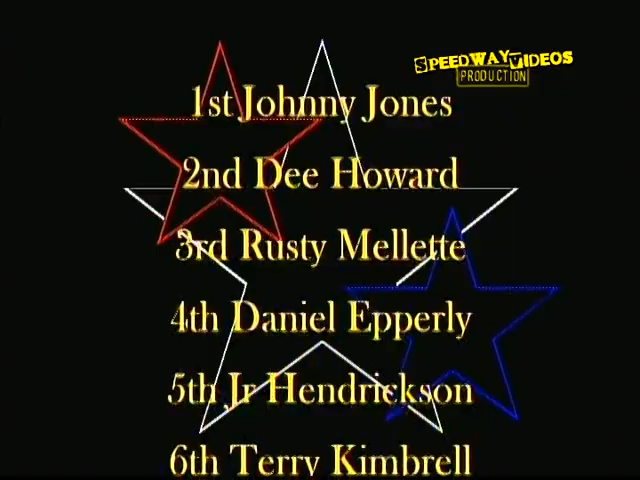 SPEEDWAY VIDEOS
PRODUCTION
1st Johnny Jones
2nd Dee Howard
3rd Rusty Mellette
4th Daniel Epperly
5th Jr Hendrickson
6th Terry Kimbrell